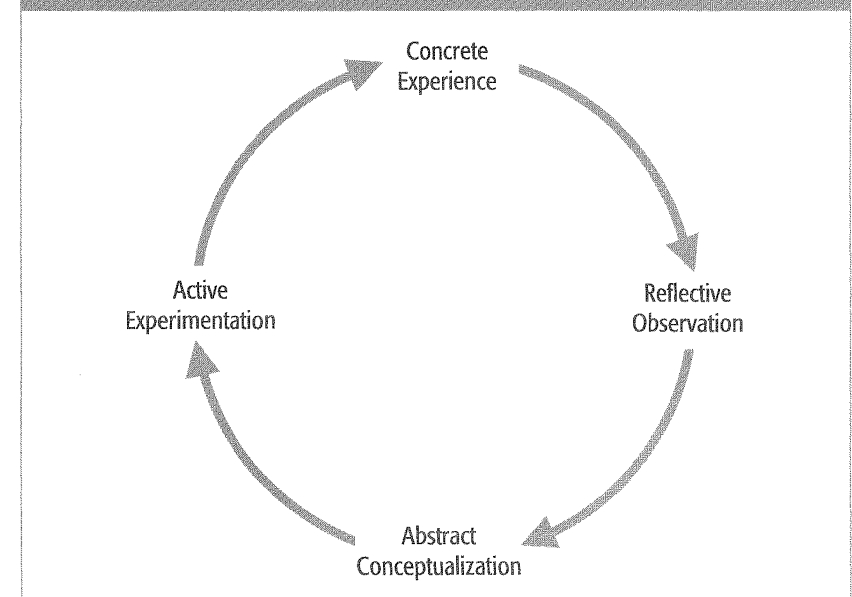 Concrete
Experience
Reflective
Observation
Abstract
Conceptualization
Active
Experimentation